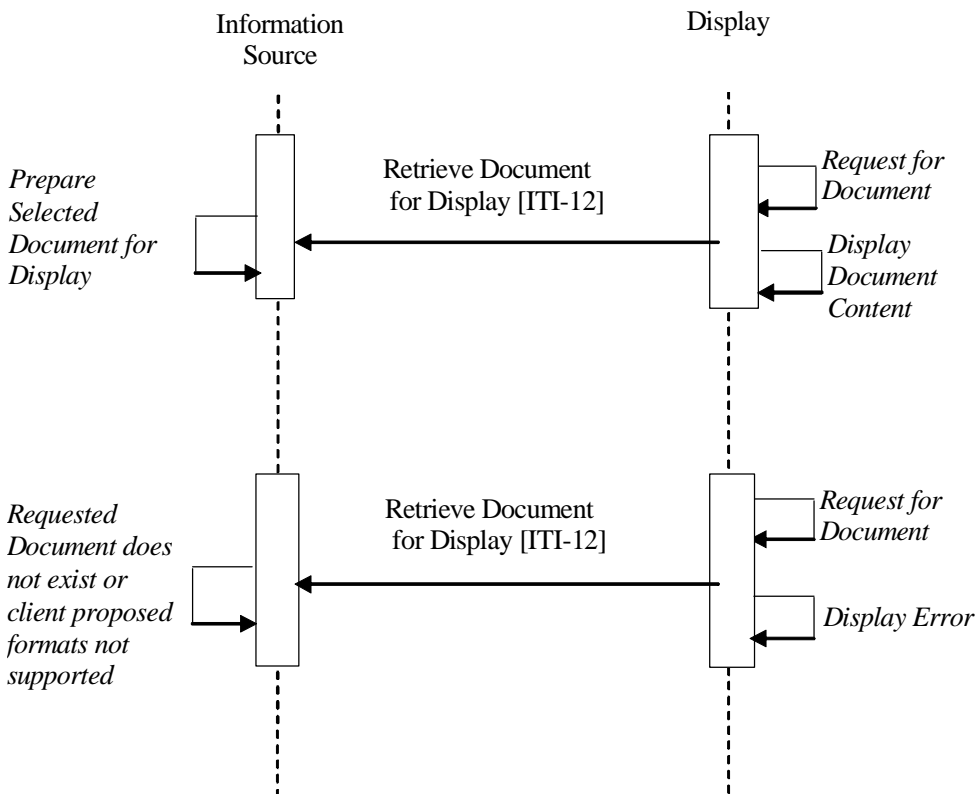 Information
Source
Display
Prepare
Selected
Document for
Display
Retrieve Document
for Display [ITI-12]
Request for
Document
Display
Document
Content
Requested
Document does
not exist or
client proposed
formats not
supported
Retrieve Document
for Display [ITI-12]
Request for
Document
Display Error